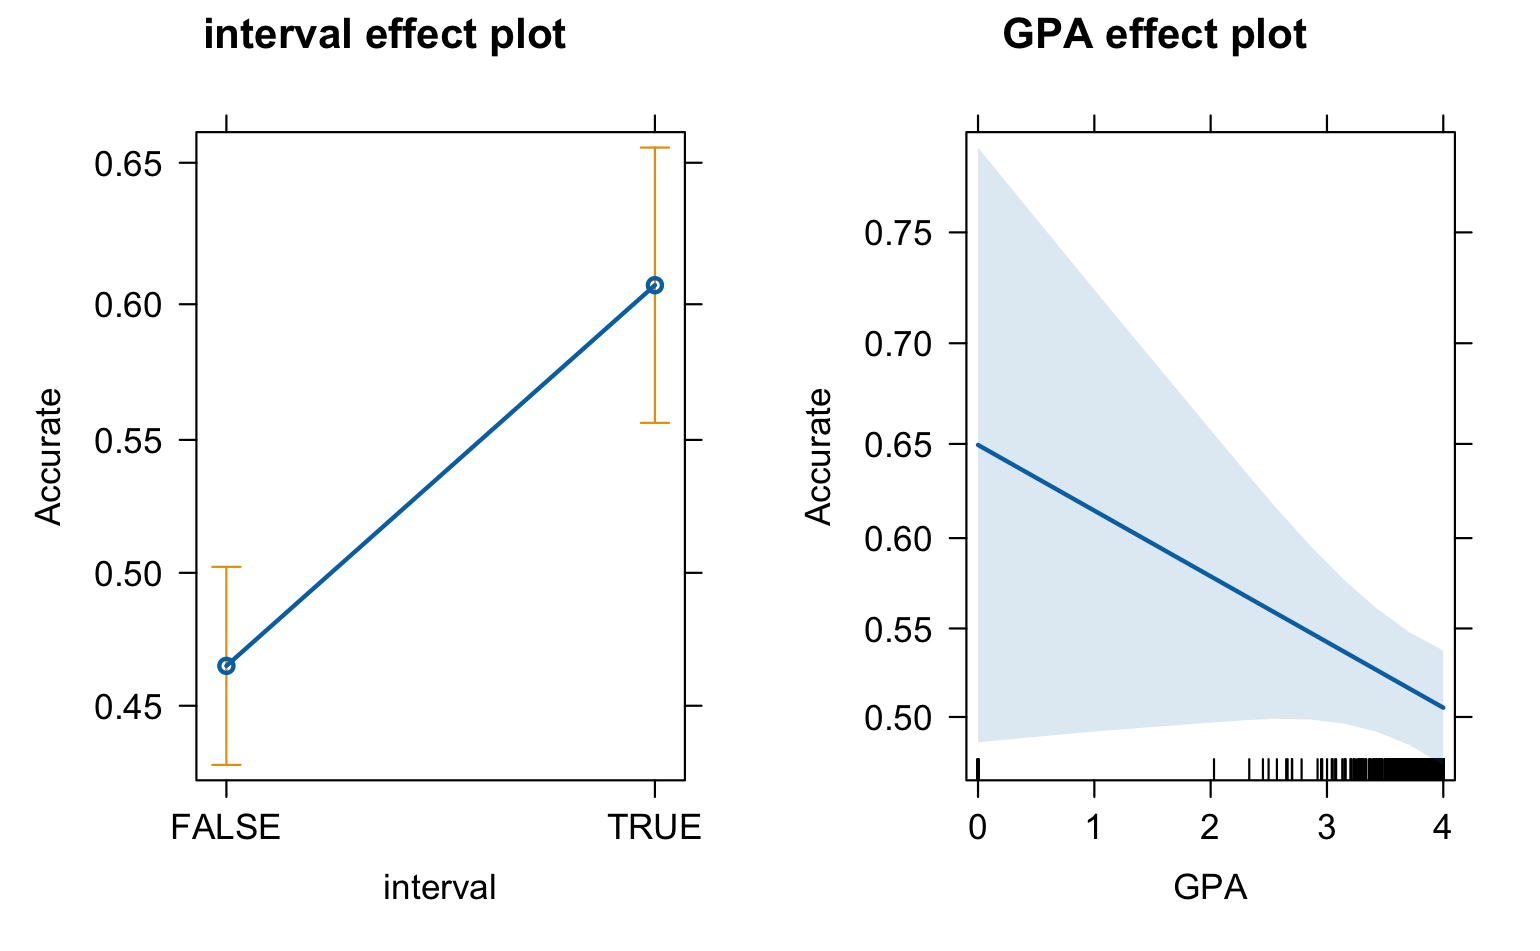 interval effect plot
Accurate
0.65
0.60
0.55
0.50
0.45
FALSE TRUE
interval
GPA effect plot
Accurate
0.75
0.70
0.65
0.60
0.55
0.50
0 1 2 3 4
GPA